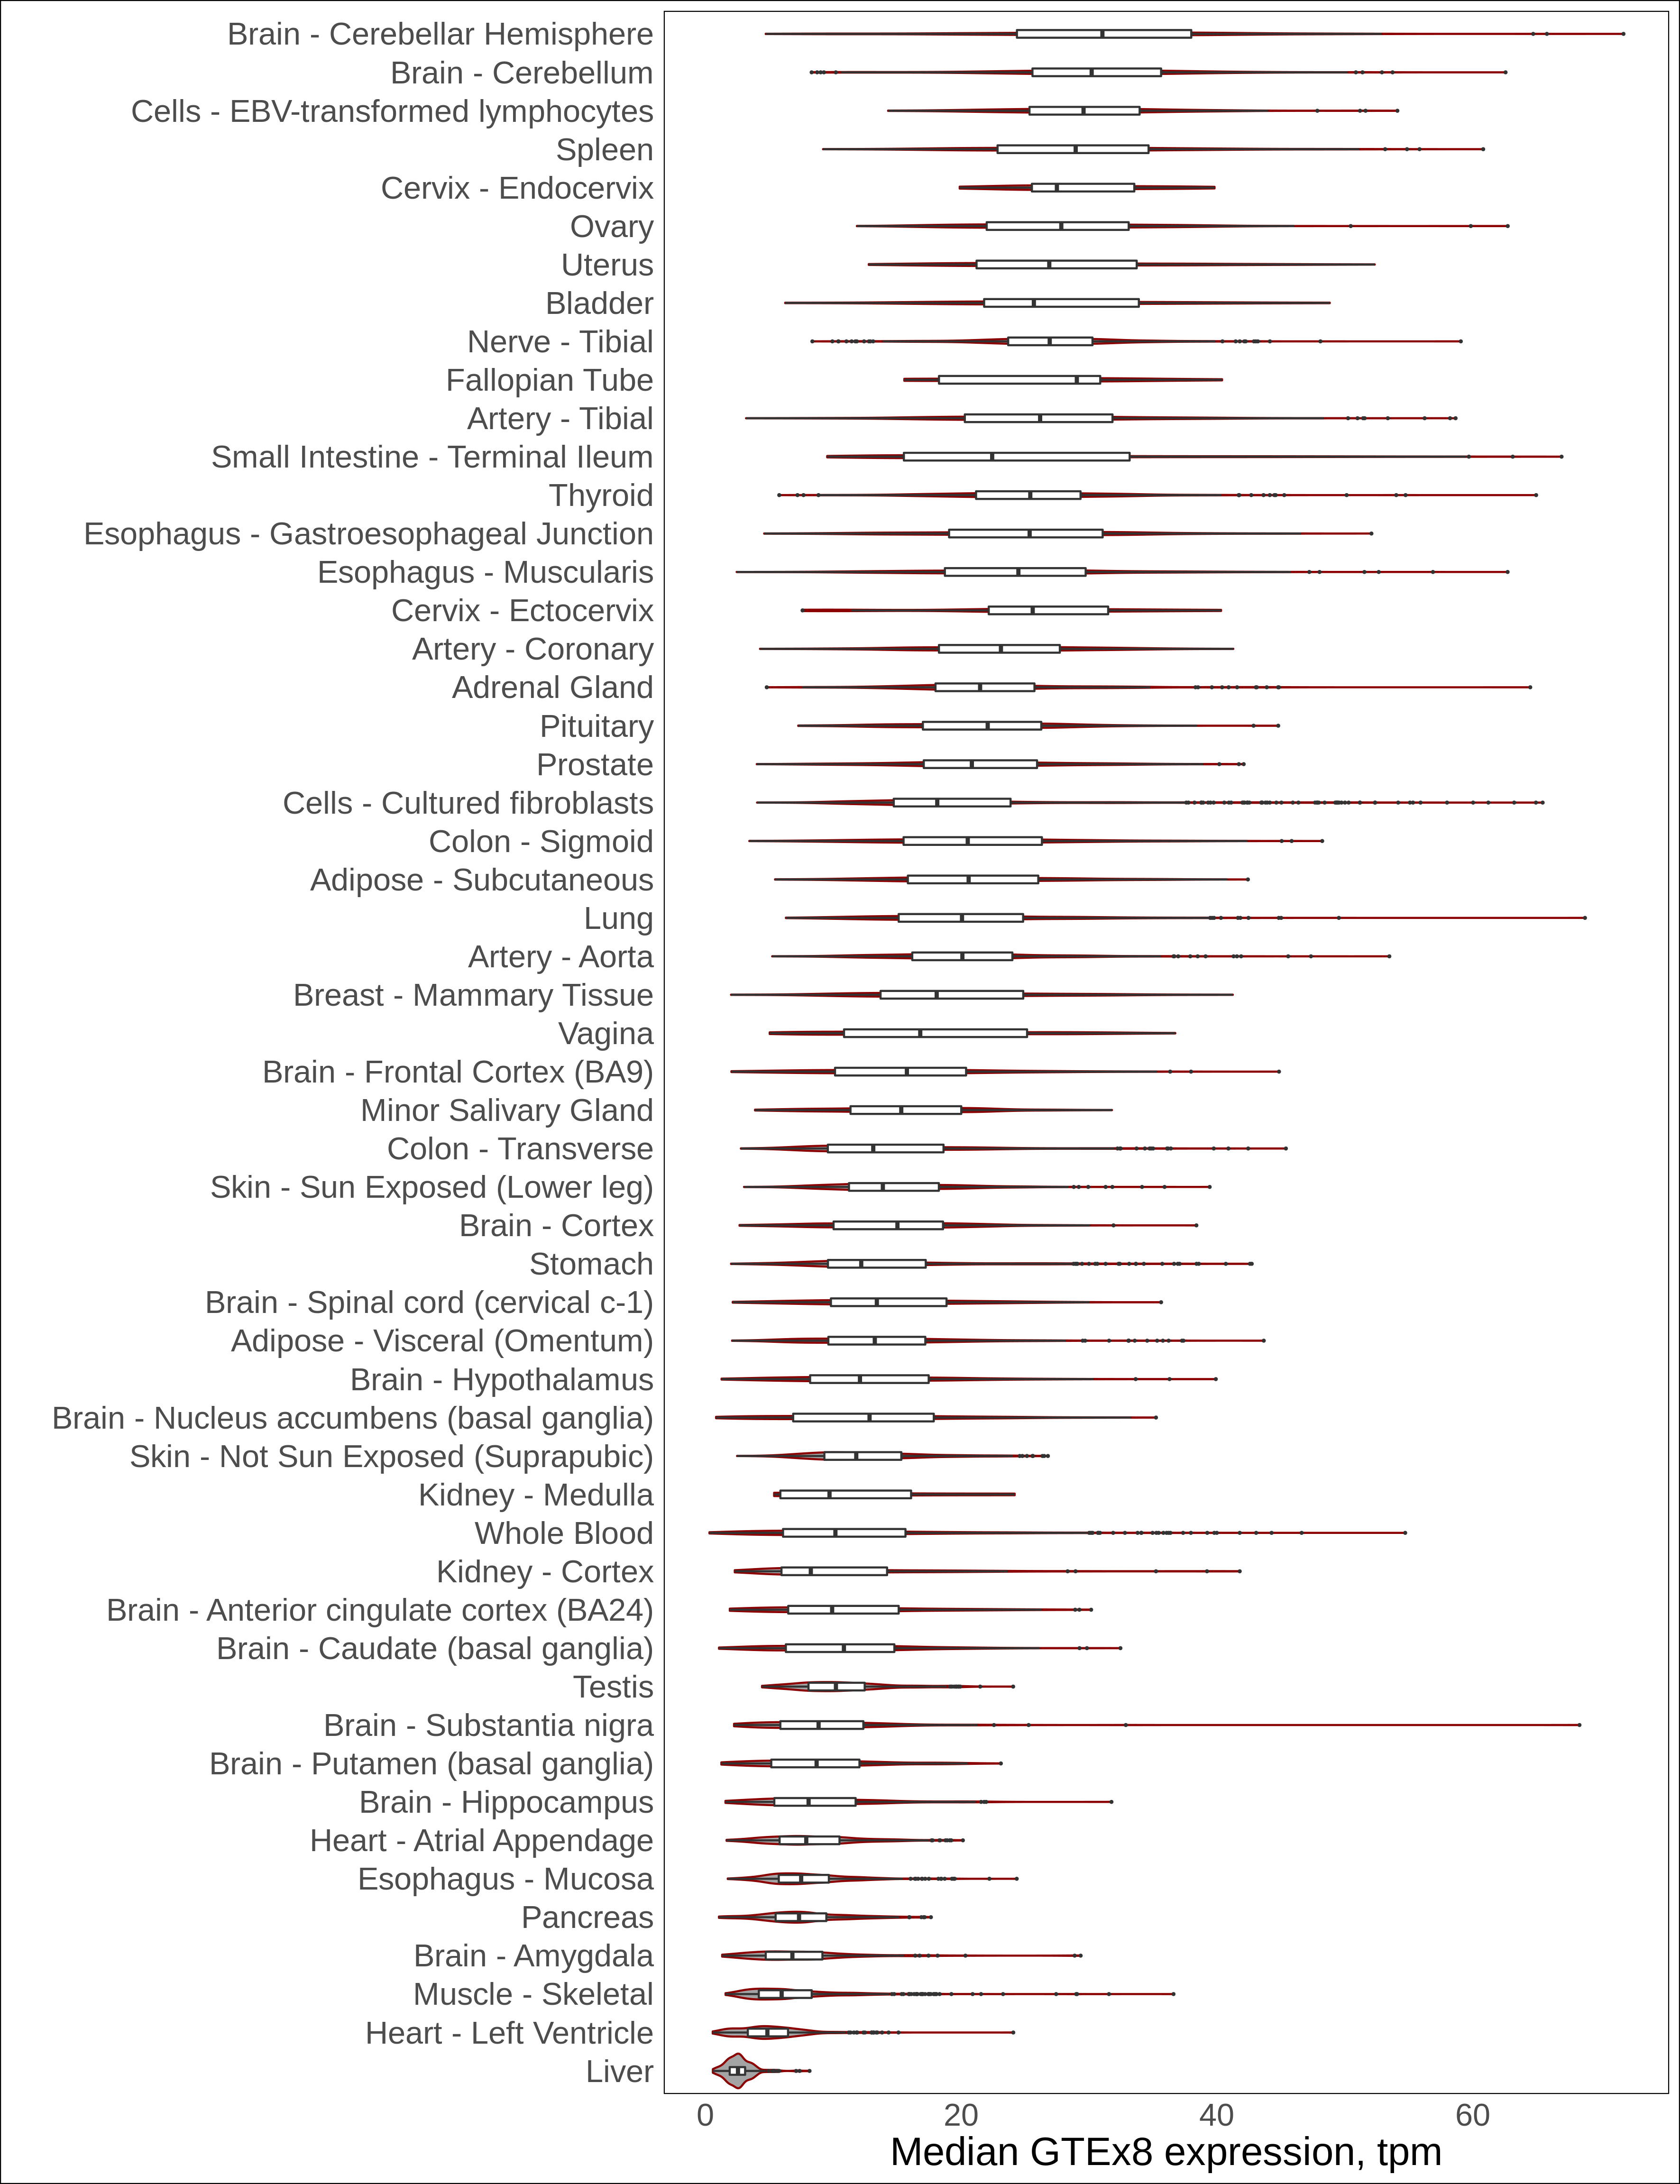 Brain - Cerebellar Hemisphere
Brain - Cerebellum
Cells - EBV-transformed lymphocytes
Spleen
Cervix - Endocervix
Ovary
Uterus
Bladder
Nerve - Tibial
Fallopian Tube
Artery - Tibial
Small Intestine - Terminal Ileum
Thyroid
Esophagus - Gastroesophageal Junction
Esophagus - Muscularis
Cervix - Ectocervix
Artery - Coronary
Adrenal Gland
Pituitary
Prostate
Cells - Cultured fibroblasts
Colon - Sigmoid
Adipose - Subcutaneous
Lung
Artery - Aorta
Breast - Mammary Tissue
Vagina
Brain - Frontal Cortex (BA9)
Minor Salivary Gland
Colon - Transverse
Skin - Sun Exposed (Lower leg)
Brain - Cortex
Stomach
Brain - Spinal cord (cervical c-1)
Adipose - Visceral (Omentum)
Brain - Hypothalamus
Brain - Nucleus accumbens (basal ganglia)
Skin - Not Sun Exposed (Suprapubic)
Kidney - Medulla
Whole Blood
Kidney - Cortex
Brain - Anterior cingulate cortex (BA24)
Brain - Caudate (basal ganglia)
Testis
Brain - Substantia nigra
Brain - Putamen (basal ganglia)
Brain - Hippocampus
Heart - Atrial Appendage
Esophagus - Mucosa
Pancreas
Brain - Amygdala
Muscle - Skeletal
Heart - Left Ventricle
Liver
0 20 40 60
Median GTEx8 expression, tpm